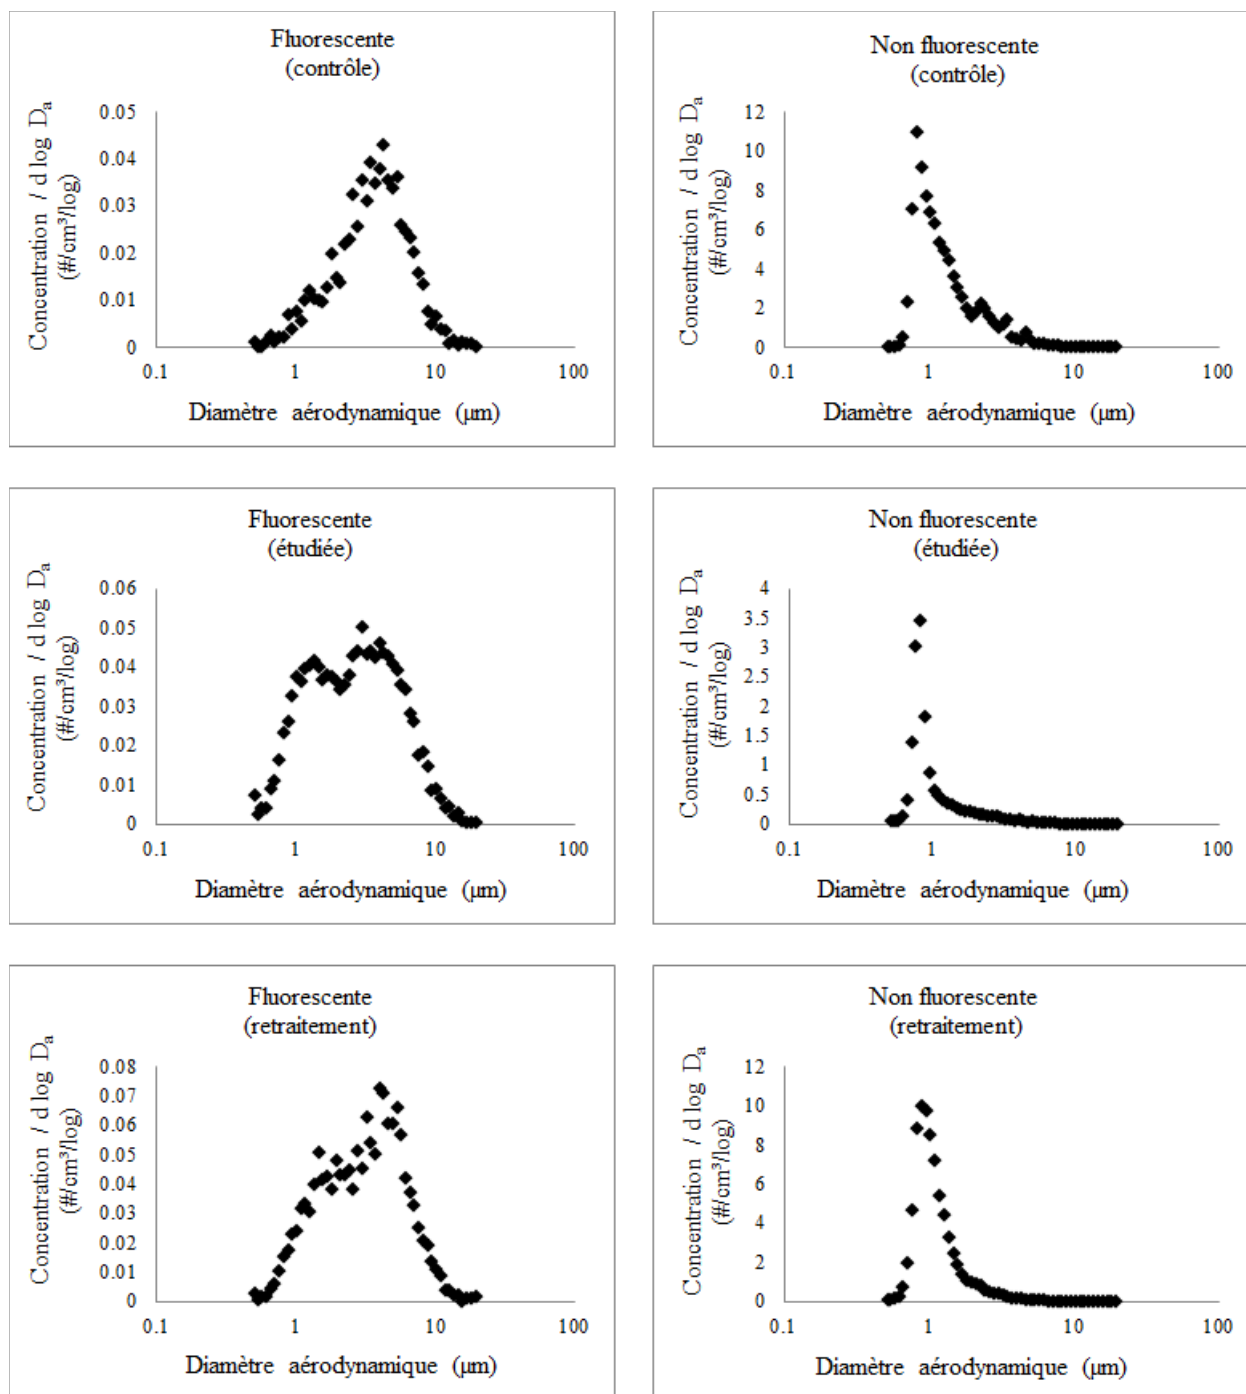 Fluorescente
(contrôle)
Concentration / d log Da
(#/cm³/log)
0.05
0.04
0.03
0.02
0.01
0
0.1
1
10
100
Diamètre aérodynamique (µm)
Non fluorescente
(contrôle)
Concentration / d log Da
(#/cm³/log)
12
10
8
6
4
2
0
0.1
1
10
100
Diamètre aérodynamique (µm)
Fluorescente
(étudiée)
Concentration / d log Da
(#/cm³/log)
0.06
0.05
0.04
0.03
0.02
0.01
0
0.1
1
10
100
Diamètre aérodynamique (µm)
Non fluorescente
(étudiée)
Concentration / d log Da
(#/cm³/log)
4
3.5
3
2.5
2
1.5
1
0.5
0
0.1
1
10
100
Diamètre aérodynamique (µm)
Fluorescente
(retraitement)
Concentration / d log Da
(#/cm³/log)
0.08
0.07
0.06
0.05
0.04
0.03
0.02
0.01
0
0.1
1
10
100
Diamètre aérodynamique (µm)
Non fluorescente
(retraitement)
Concentration / d log Da
(#/cm³/log)
12
10
8
6
4
2
0
0.1
1
10
100
Diamètre aérodynamique (µm)